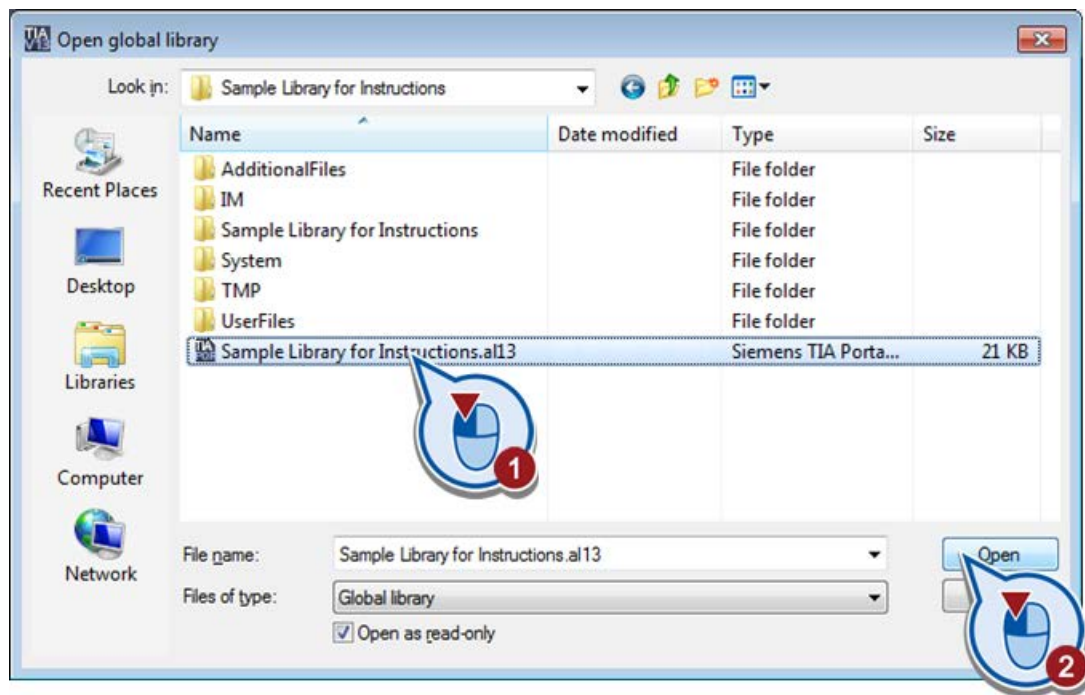 Open global library
Look in: Sample Library for Instructions
Name Date modified Type Size
AdditionalFiles File folder
IM File folder
Sample Library for Instructions File folder
System File folder
TMP File folder
UserFiles File folder
Sample Library for Instructions.al13 Siemens TIA Porta... 21 KB
Recent Places
Desktop
Libraries
Computer
Network
1
File name: Sample Library for Instructions.al13 Open
Files of type: Global library
Open as read-only
2